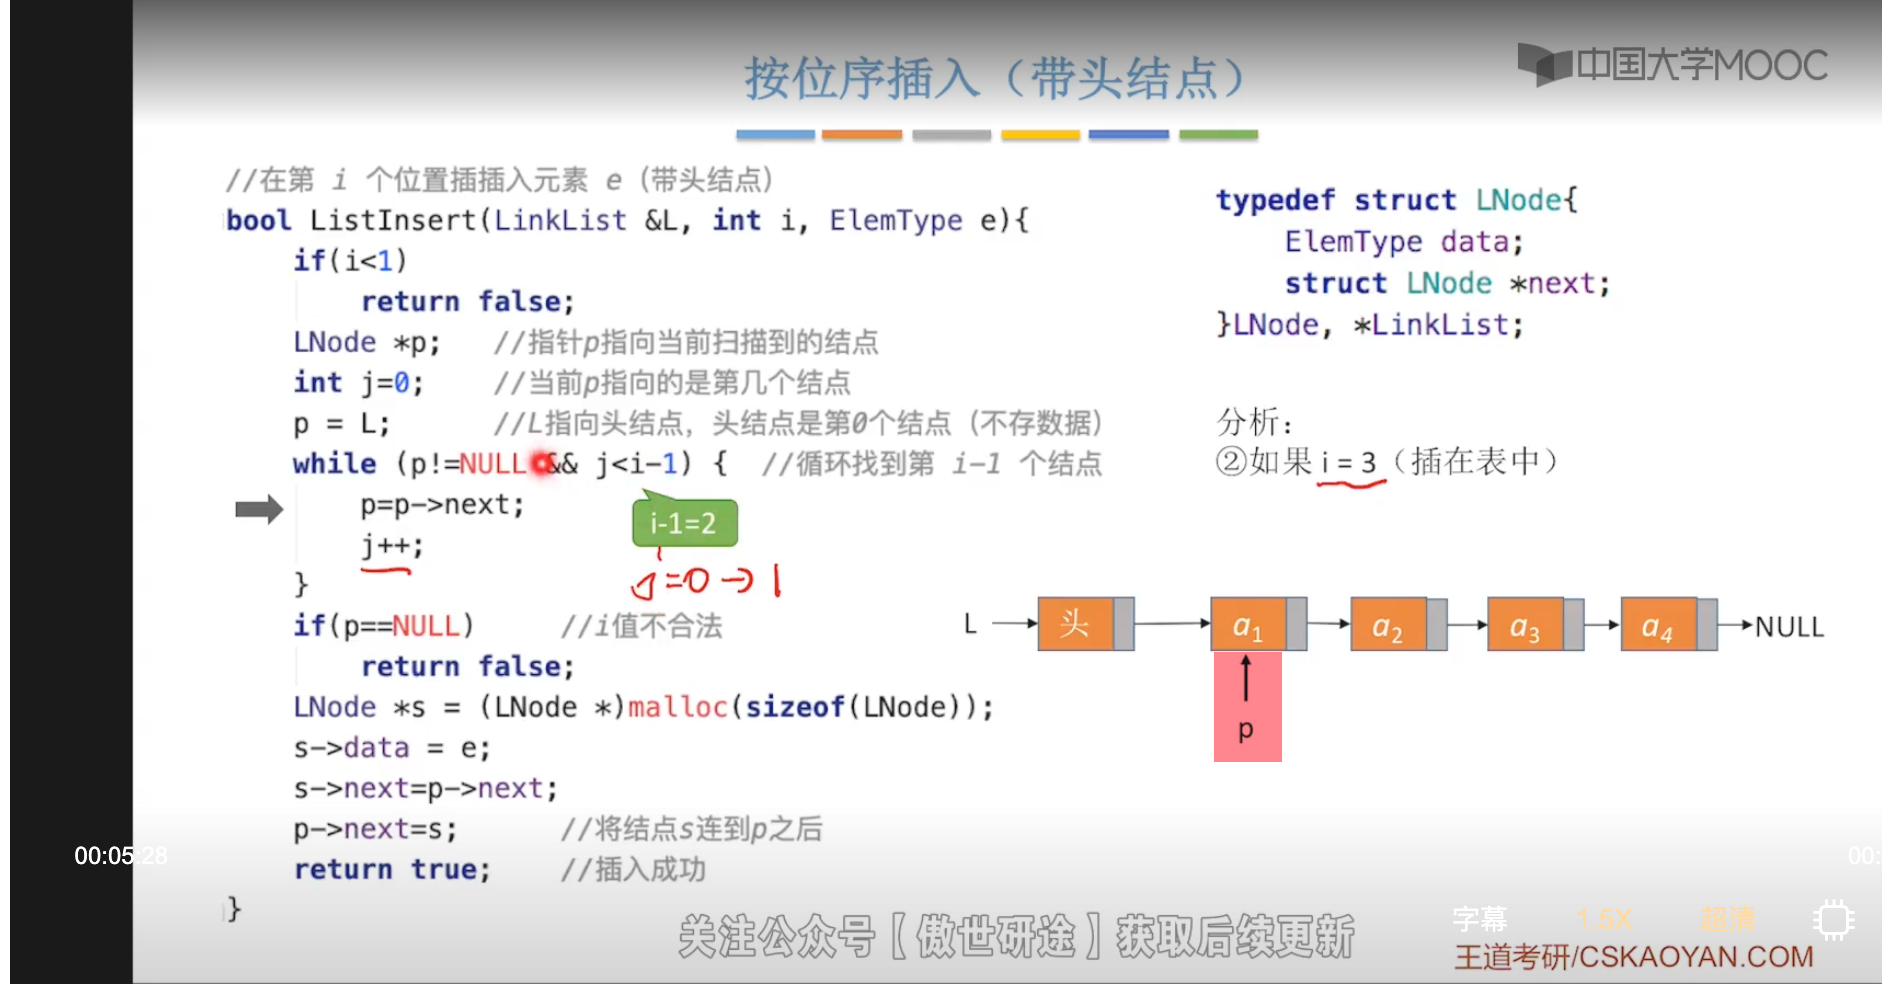 按位序插入（带头结点）
中国大学MOOC
//在第 i 个位置插插入元素 e（带头结点）
bool ListInsert(LinkList &L, int i, ElemType e){
if(i<1)
return false;
LNode *p; //指针p指向当前扫描到的结点
int j=0; //当前p指向的是第几个结点
p = L; //L指向头结点，头结点是第0个结点（不存数据）
while (p!=NULL && j<i-1) { //循环找到第 i-1 个结点
p=p->next;
j++;
}
i-1=2
j=0→1
if(p==NULL) //i值不合法
return false;
LNode *s = (LNode *)malloc(sizeof(LNode));
s->data = e;
s->next=p->next;
p->next=s; //将结点s连到p之后
return true; //插入成功
}
typedef struct LNode{
ElemType data;
struct LNode *next;
}LNode, *LinkList;
分析：
②如果 i = 3（插在表中）
L 头 a1 a2 a3 a4 NULL
p
00:05:28
00:
关注公众号【傲世研途】获取后续更新
字幕 1.5X 超清
王道考研/CSKAOYAN.COM